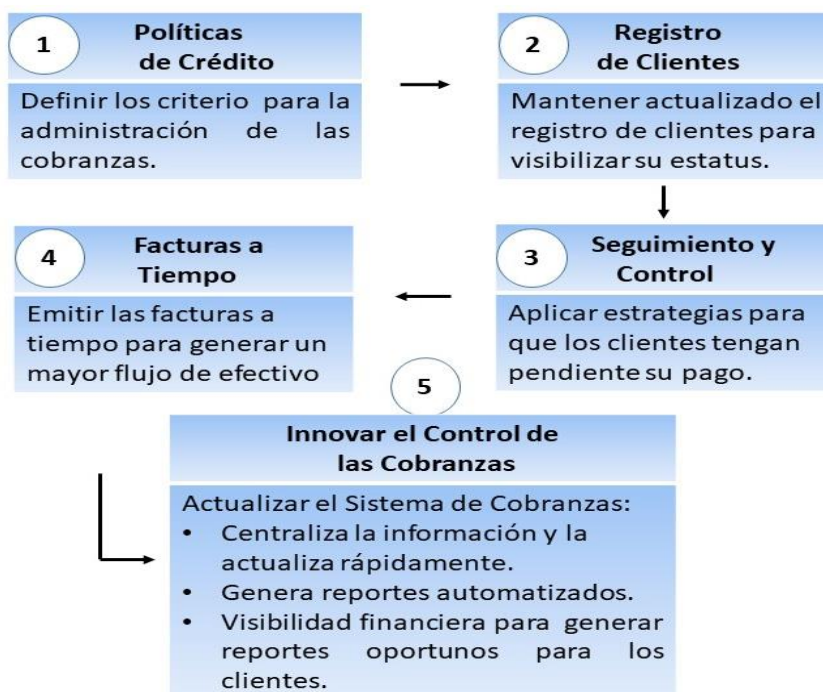 1
Políticas
de Crédito
Definir los criterio para la
administración de las
cobranzas.
2
Registro
de Clientes
Mantener actualizado el
registro de clientes para
visibilizar su estatus.
3
Seguimiento y
Control
Aplicar estrategias para
que los clientes tengan
pendiente su pago.
4
Facturas a
Tiempo
Emitir las facturas a
tiempo para generar un
mayor flujo de efectivo
5
Innovar el Control de
las Cobranzas
Actualizar el Sistema de Cobranzas:
• Centraliza la información y la
actualiza rápidamente.
• Genera reportes automatizados.
• Visibilidad financiera para generar
reportes oportunos para los
clientes.